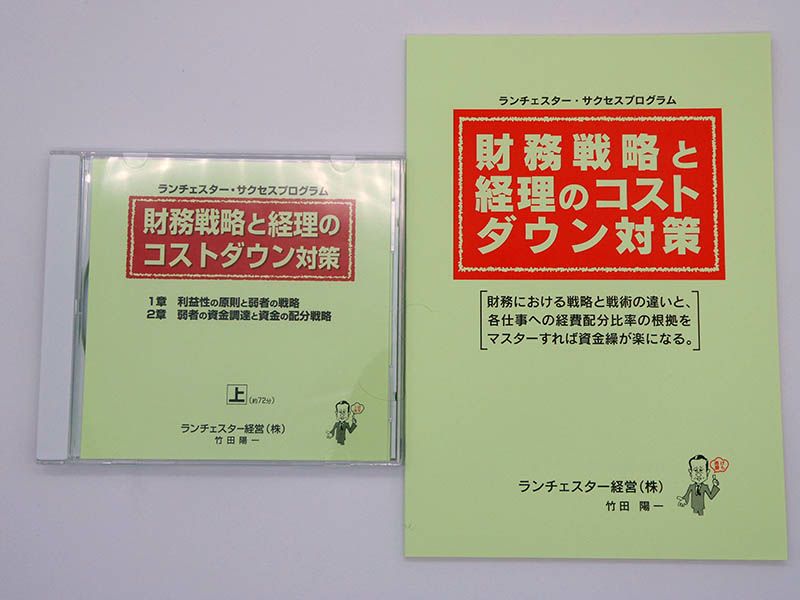 ランチェスター・サクセスプログラム
財務戦略と経理の
コストダウン対策
1章 利益性の原則と弱者の戦略
2章 弱者の資金調達と資金の配分戦略
上 (約72分)
ランチェスター経営(株)
竹田陽一
ランチェスター・サクセスプログラム
財務戦略と
経理のコスト
ダウン対策
財務における戦略と戦術の違いと、
各仕事への経費配分比率の根拠を
マスターすれば資金繰が楽になる。
ランチェスター経営(株)
竹田 陽一